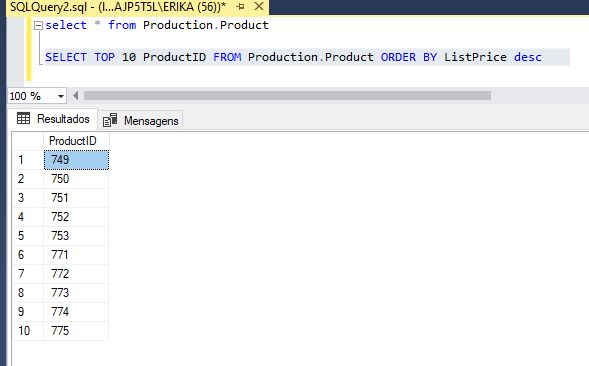 SQLQuery2.sql - (l...AJP5T5L\ERIKA (56))*
select * from Production.Product
SELECT TOP 10 ProductID FROM Production.Product ORDER BY ListPrice desc
100 %
Resultados Mensagens
ProductID
1 749
2 750
3 751
4 752
5 753
6 771
7 772
8 773
9 774
10 775